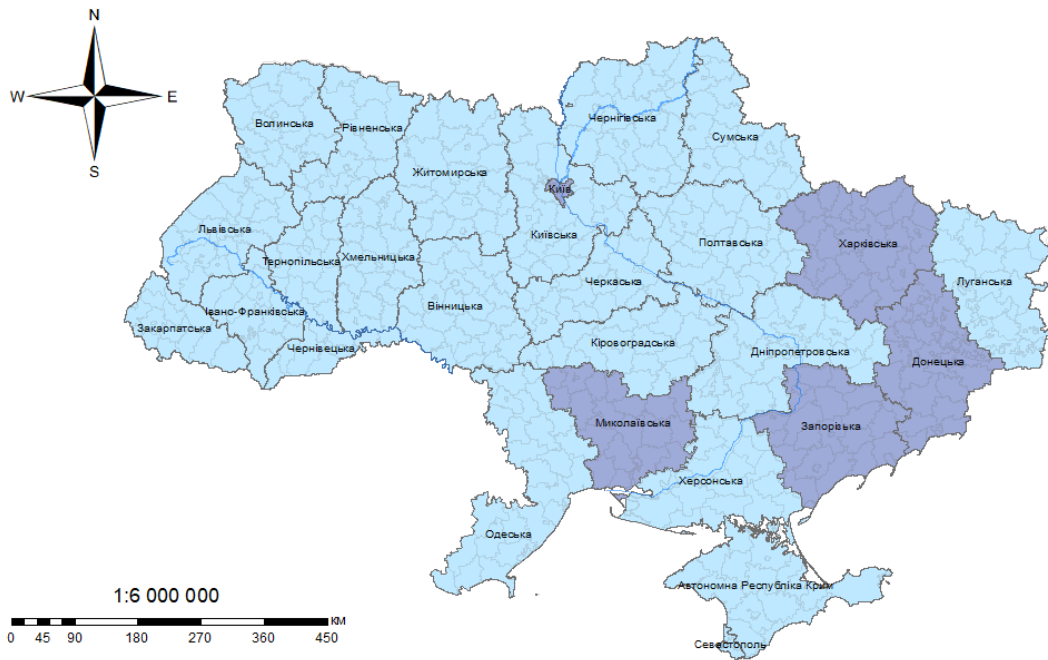 N
W E
S
Волинська
Рівненська
Житомирська
Чернігівська
Сумська
Київ
Київська
Львівська
Тернопільська
Хмельницька
Вінницька
Черкаська
Полтавська
Харківська
Луганська
Івано-Франківська
Закарпатська
Чернівецька
Кіровоградська
Дніпропетровська
Донецька
Миколаївська
Запорівька
Херсонська
Одеська
Автономна Республіка Крим
Севестополь
1:6 000 000
КМ
0 45 90 180 270 360 450